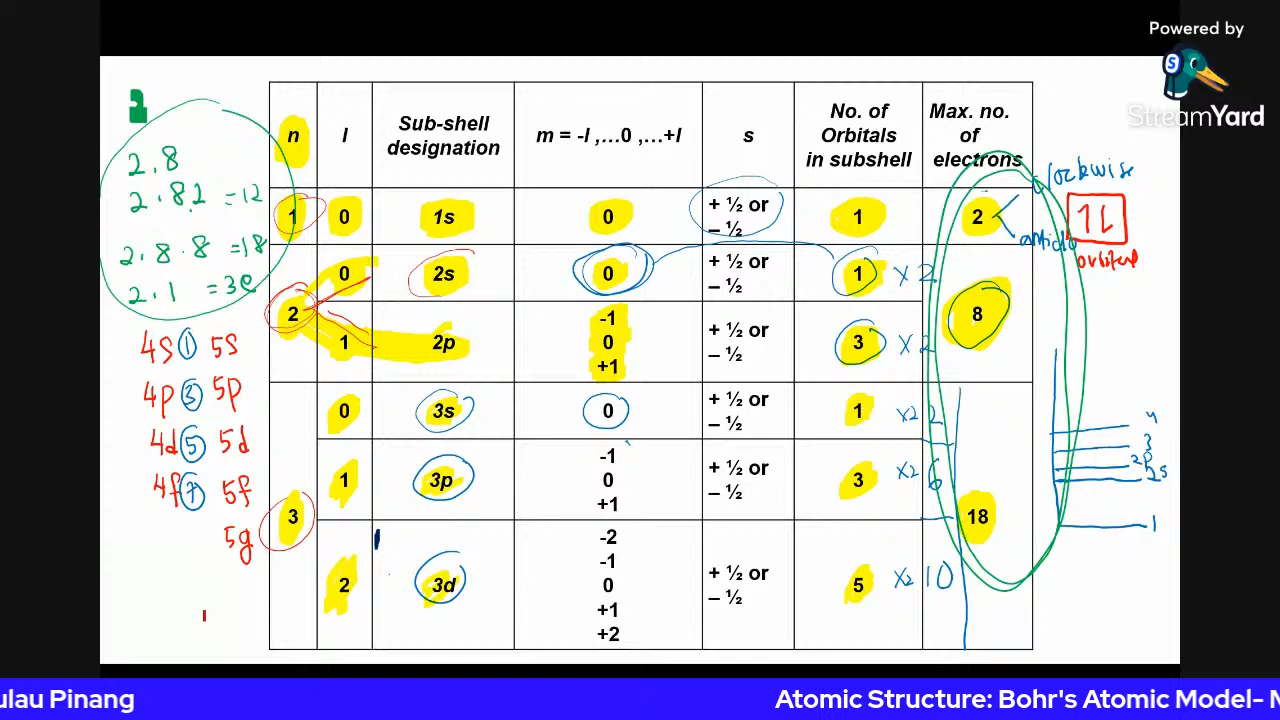 Powered by
StreamYard
n
l
Sub-shell
designation
m = -l ,…0 ,…+l
s
No. of
Orbitals
in subshell
Max. no.
of
electrons
1
0
1s
0
+ ½ or
– ½
1
2
2
0
2s
0
+ ½ or
– ½
1
x2
8
1
2p
-1
0
+1
+ ½ or
– ½
3
x2
3
0
3s
0
+ ½ or
– ½
1
x2
2
18
1
3p
-1
0
+1
+ ½ or
– ½
3
x2
6
2
3d
-2
-1
0
+1
+2
+ ½ or
– ½
5
x2
10
2.8
2.8.2 =12
2.8.8 =18
2.1 =3e
4s 1 5s
4p 3 5p
4d 5 5d
4f 7 5f
5g
clockwise
1L
orbital
4
3
2p
2s
1
ulau Pinang
Atomic Structure: Bohr's Atomic Model- M